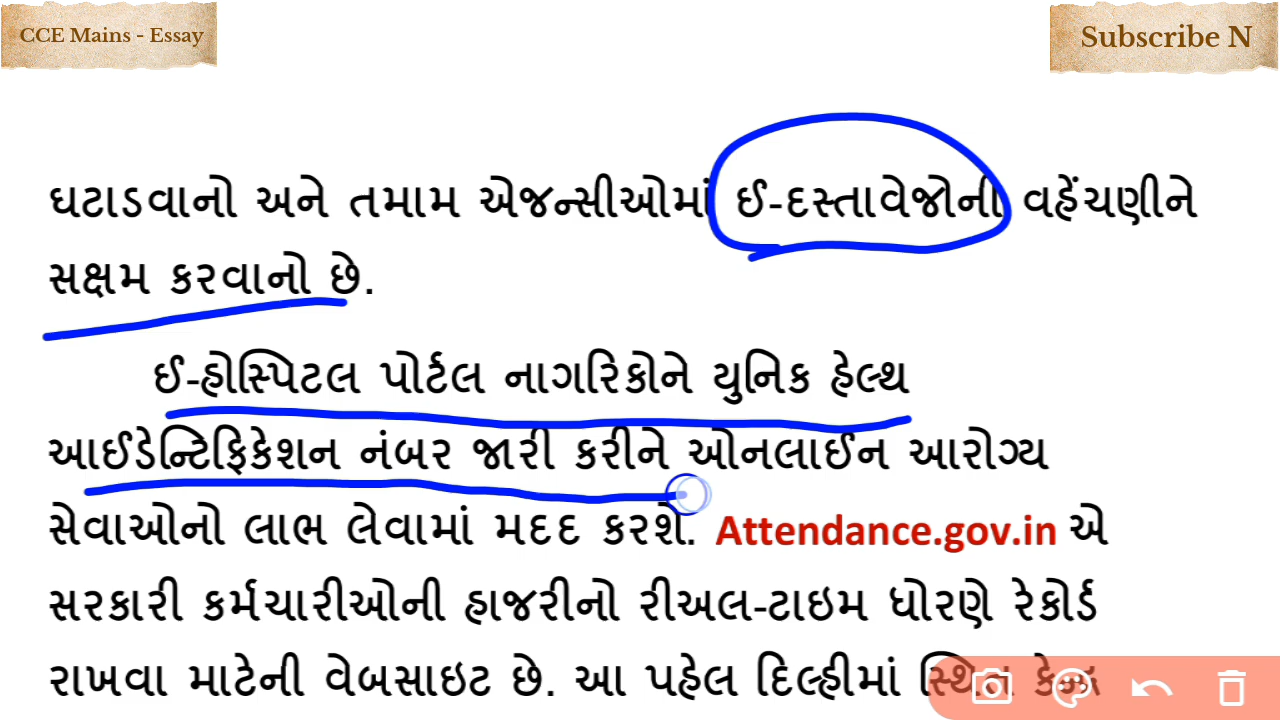 CCE Mains - Essay
Subscribe N
ઘટાડવાનો અને તમામ એજન્સીઓમાં ઈ-દસ્તાવેજોની વહેંચણીને
સક્ષમ કરવાનો છે.
ઈ-હોસ્પિટલ પોર્ટલ નાગરિકોને યુનિક હેલ્થ
આઈડેન્ટિફિકેશન નંબર જારી કરીને ઓનલાઈન આરોગ્ય
સેવાઓનો લાભ લેવામાં મદદ કરશે. Attendance.gov.in એ
સરકારી કર્મચારીઓની હાજરીનો રીઅલ-ટાઇમ ધોરણે રેકોર્ડ
રાખવા માટેની વેબસાઇટ છે. આ પહેલ દિલ્હીમાં સ્થિત